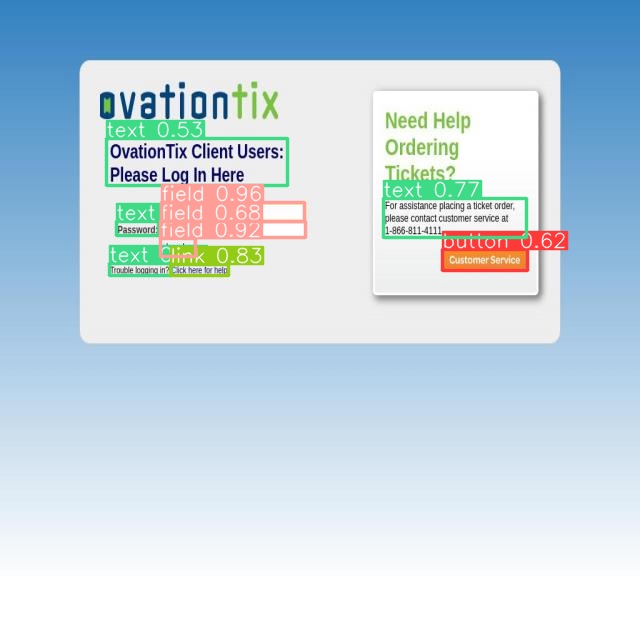 ovationtix
text 0.53
OvationTix Client Users:
Please Log In Here
field 0.96
text field 0.68
Password: field 0.92
text link 0.83
Trouble logging in? Click here for help
Need Help
Ordering
Tickets?
text 0.77
For assistance placing a ticket order,
please contact customer service at
1-866-811-4111.
button 0.62
Customer Service